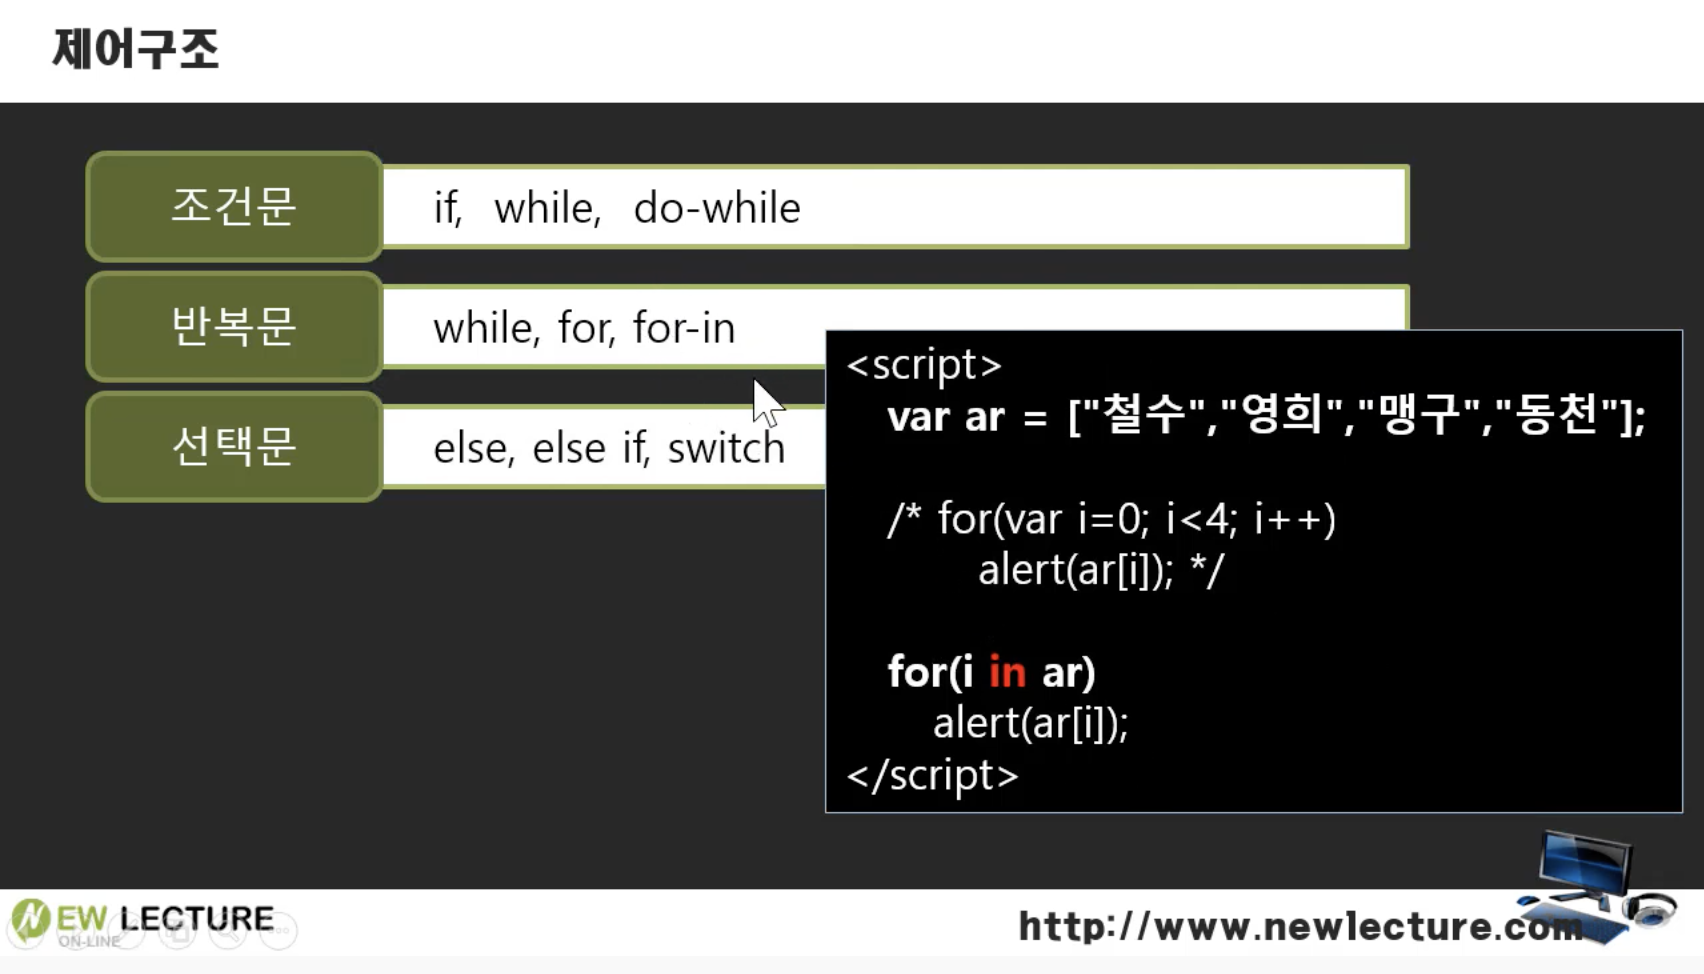 제어구조
조건문
if, while, do-while
반복문
while, for, for-in
선택문
else, else if, switch
<script>
var ar = ["철수","영희","맹구","동천"];
/* for(var i=0; i<4; i++)
alert(ar[i]); */
for(i in ar)
alert(ar[i]);
</script>
NEW LECTURE
ON-LINE
http://www.newlecture.com